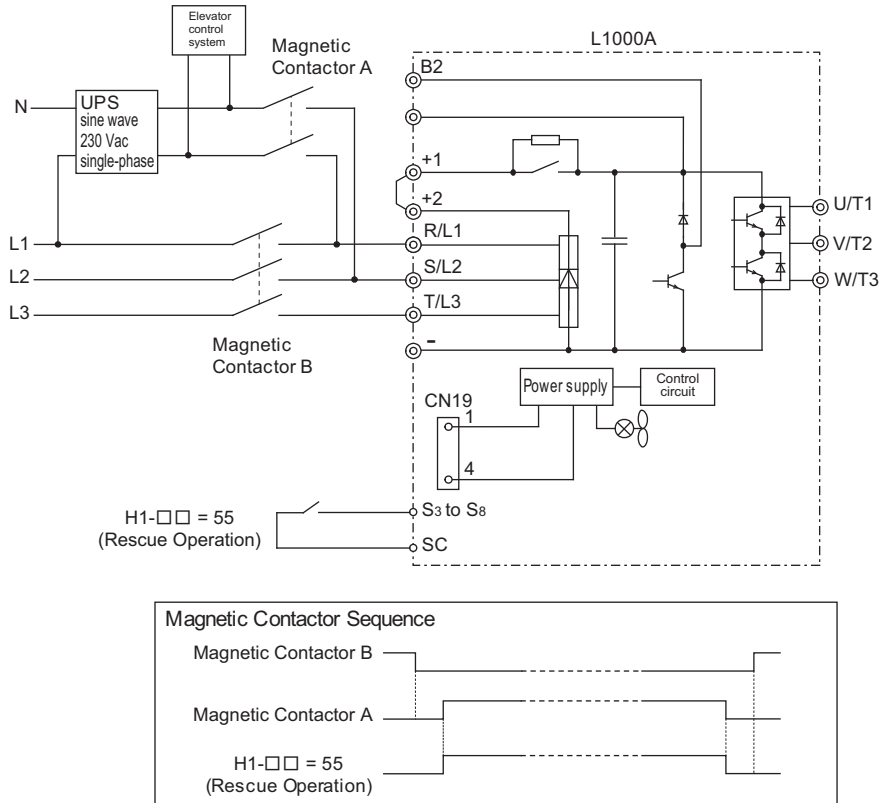 Elevator
control
system
Magnetic
Contactor A
L1000A
B2
N
UPS
sine wave
230 Vac
single-phase
+1
+2
U/T1
L1
R/L1
V/T2
L2
S/L2
W/T3
L3
T/L3
Magnetic
Contactor B
-
Power supply
Control
circuit
CN19
1
4
H1-□□ = 55
(Rescue Operation)
S3 to S8
SC
Magnetic Contactor Sequence
Magnetic Contactor B
Magnetic Contactor A
H1-□□ = 55
(Rescue Operation)